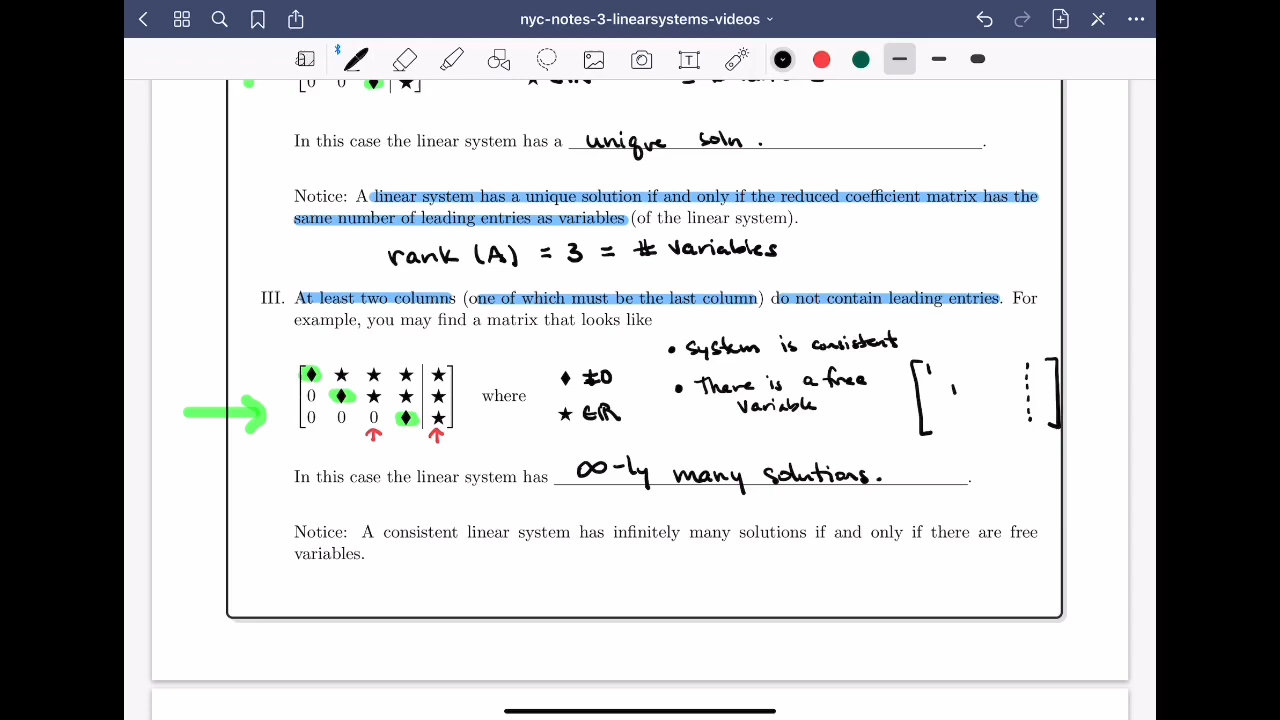 nyc-notes-3-linearsystems-videos
In this case the linear system has a unique soln.
Notice: A linear system has a unique solution if and only if the reduced coefficient matrix has the
same number of leading entries as variables (of the linear system).
rank (A) = 3 = # variables
III. At least two columns (one of which must be the last column) do not contain leading entries. For
example, you may find a matrix that looks like
• system is consistent
♦ ★ ★ ★ | ★
0 ♦ ★ ★ | ★
0 0 0 ♦ | ★
where
♦ ≠0
★ ∈ℝ
• There is a free
variable
In this case the linear system has ∞-ly many solutions.
Notice: A consistent linear system has infinitely many solutions if and only if there are free
variables.